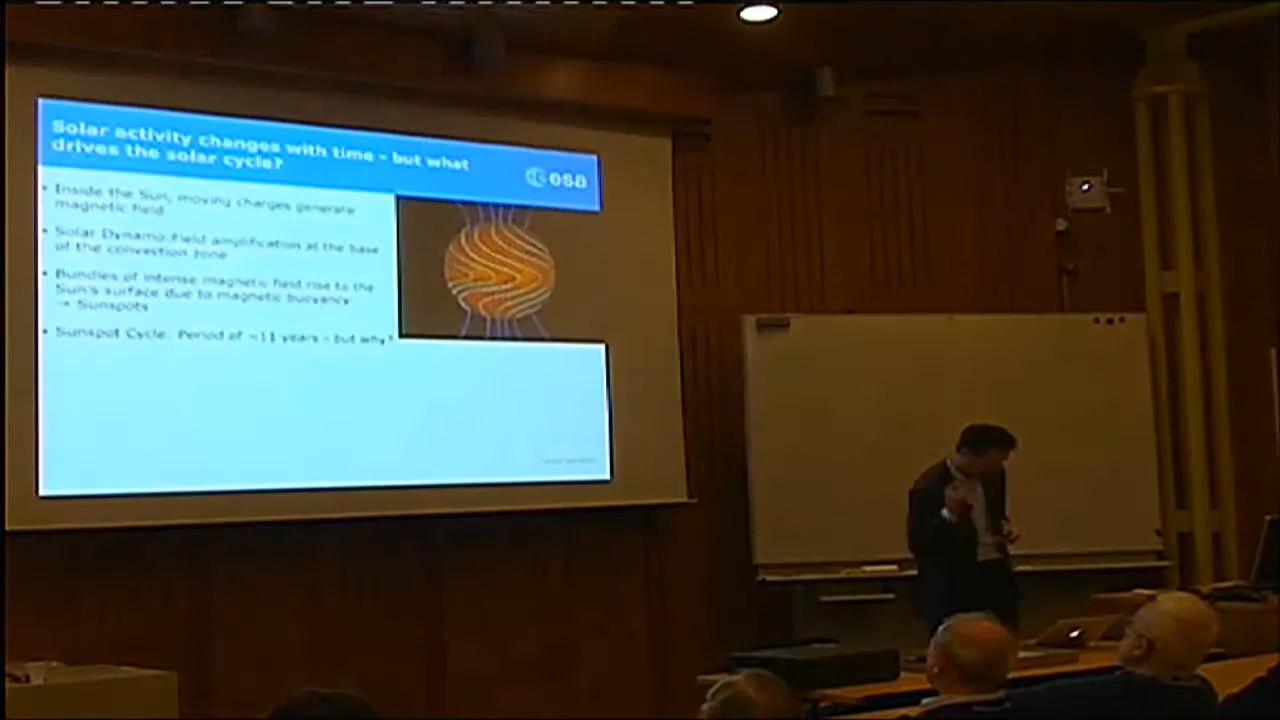 Solar activity changes with time – but what
drives the solar cycle?
esa
• Inside the Sun, moving charges generate
magnetic field
• Solar Dynamo: Field amplification at the base
of the convection zone
• Bundles of intense magnetic field rise to the
Sun's surface due to magnetic buoyancy
→ Sunspots
• Sunspot Cycle: Period of ~11 years – but why?